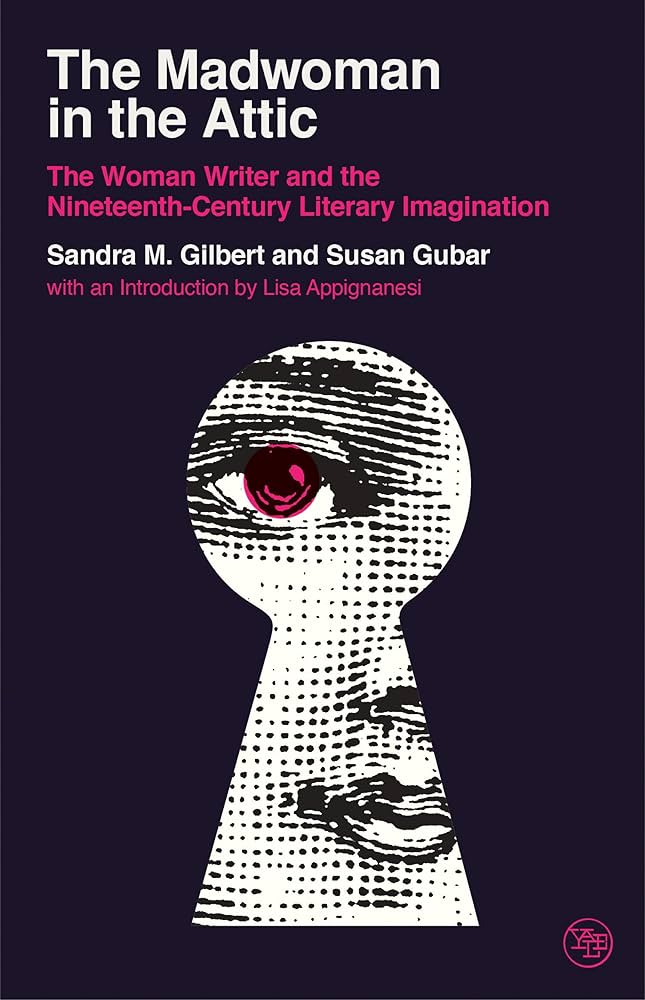 The Madwoman
in the Attic
The Woman Writer and the
Nineteenth-Century Literary Imagination
Sandra M. Gilbert and Susan Gubar
with an Introduction by Lisa Appignanesi
YALE